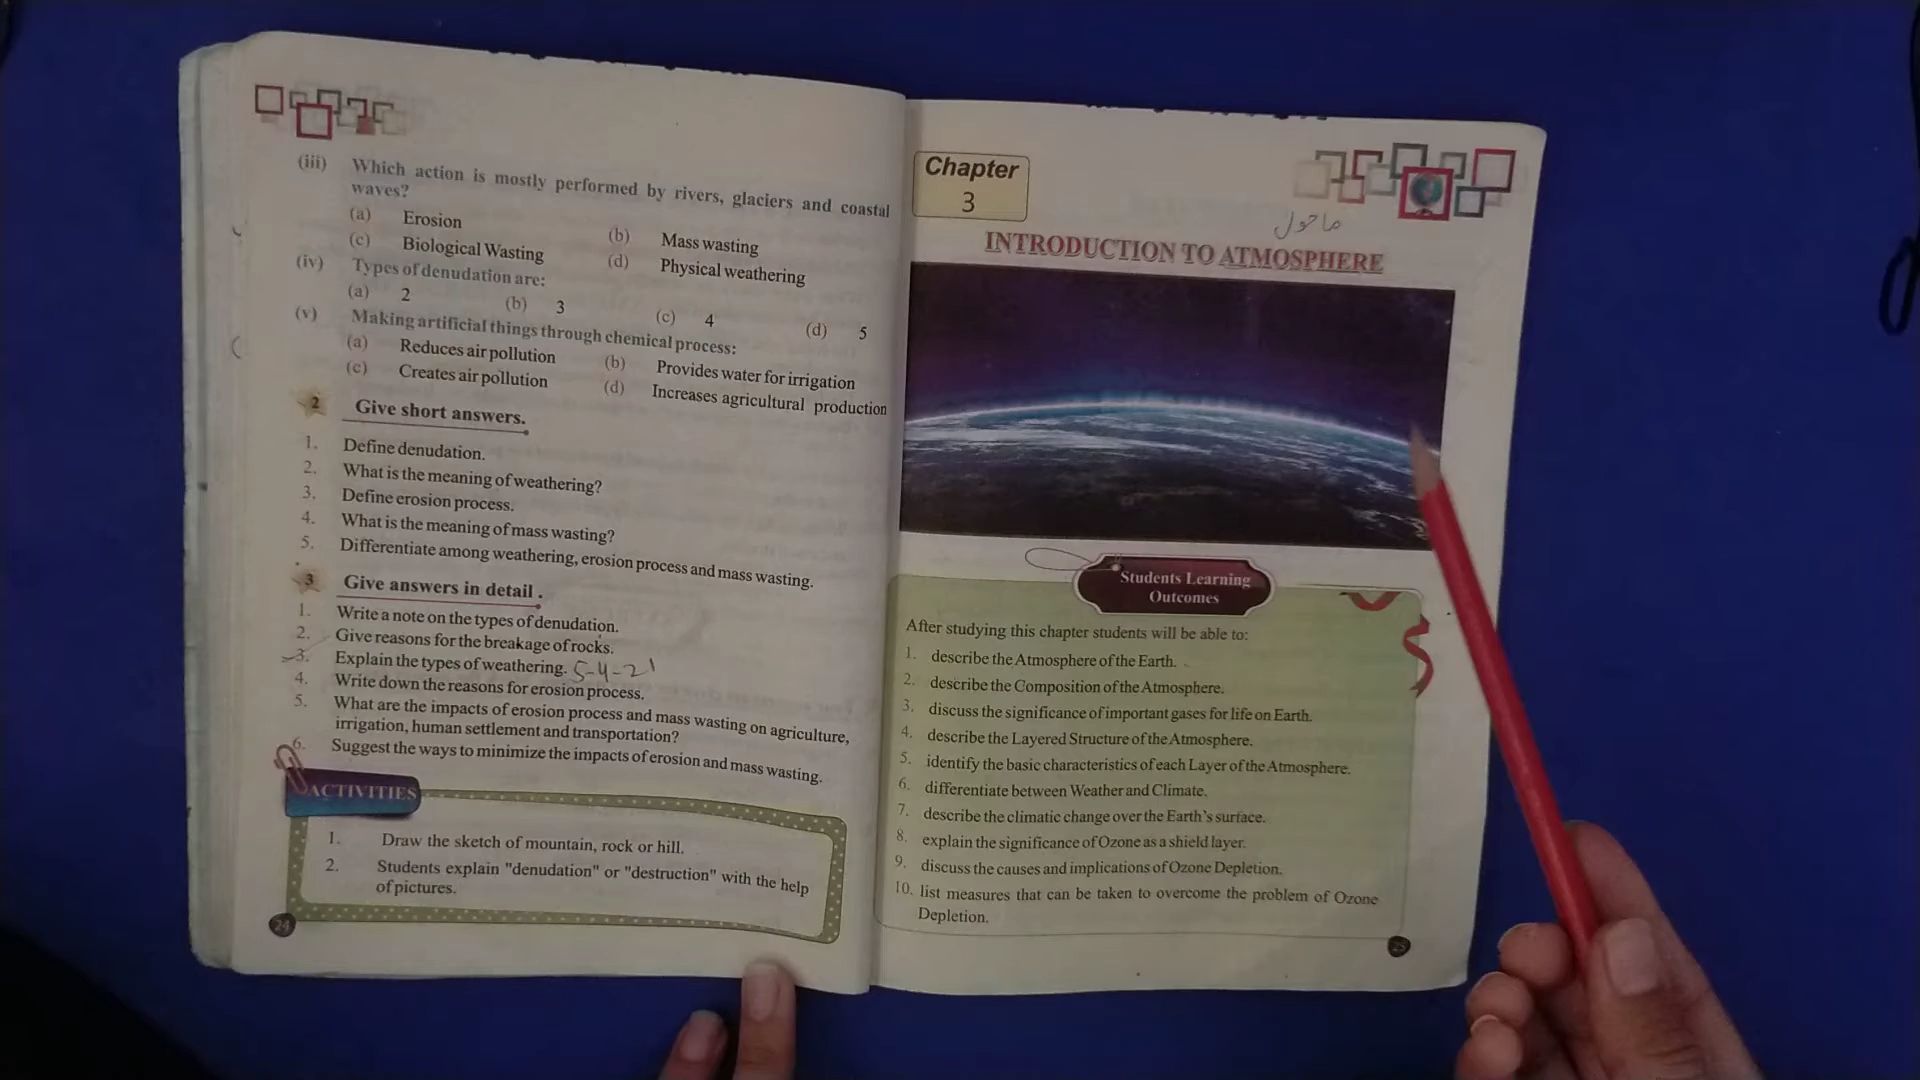 (iii) Which action is mostly performed by rivers, glaciers and coastal
waves?
(a) Erosion (b) Mass wasting
(c) Biological Wasting (d) Physical weathering
(iv) Types of denudation are:
(a) 2 (b) 3 (c) 4 (d) 5
(v) Making artificial things through chemical process:
(a) Reduces air pollution (b) Provides water for irrigation
(c) Creates air pollution (d) Increases agricultural production
2 Give short answers.
1. Define denudation.
2. What is the meaning of weathering?
3. Define erosion process.
4. What is the meaning of mass wasting?
5. Differentiate among weathering, erosion process and mass wasting.
3 Give answers in detail .
1. Write a note on the types of denudation.
2. Give reasons for the breakage of rocks.
3. Explain the types of weathering. 5-4-21
4. Write down the reasons for erosion process.
5. What are the impacts of erosion process and mass wasting on agriculture,
irrigation, human settlement and transportation?
6. Suggest the ways to minimize the impacts of erosion and mass wasting.
ACTIVITIES
1. Draw the sketch of mountain, rock or hill.
2. Students explain "denudation" or "destruction" with the help
of pictures.
24
Chapter
3
ماحول
INTRODUCTION TO ATMOSPHERE
Students Learning
Outcomes
After studying this chapter students will be able to:
1. describe the Atmosphere of the Earth.
2. describe the Composition of the Atmosphere.
3. discuss the significance of important gases for life on Earth.
4. describe the Layered Structure of the Atmosphere.
5. identify the basic characteristics of each Layer of the Atmosphere.
6. differentiate between Weather and Climate.
7. describe the climatic change over the Earth's surface.
8. explain the significance of Ozone as a shield layer.
9. discuss the causes and implications of Ozone Depletion.
10. list measures that can be taken to overcome the problem of Ozone
Depletion.
25